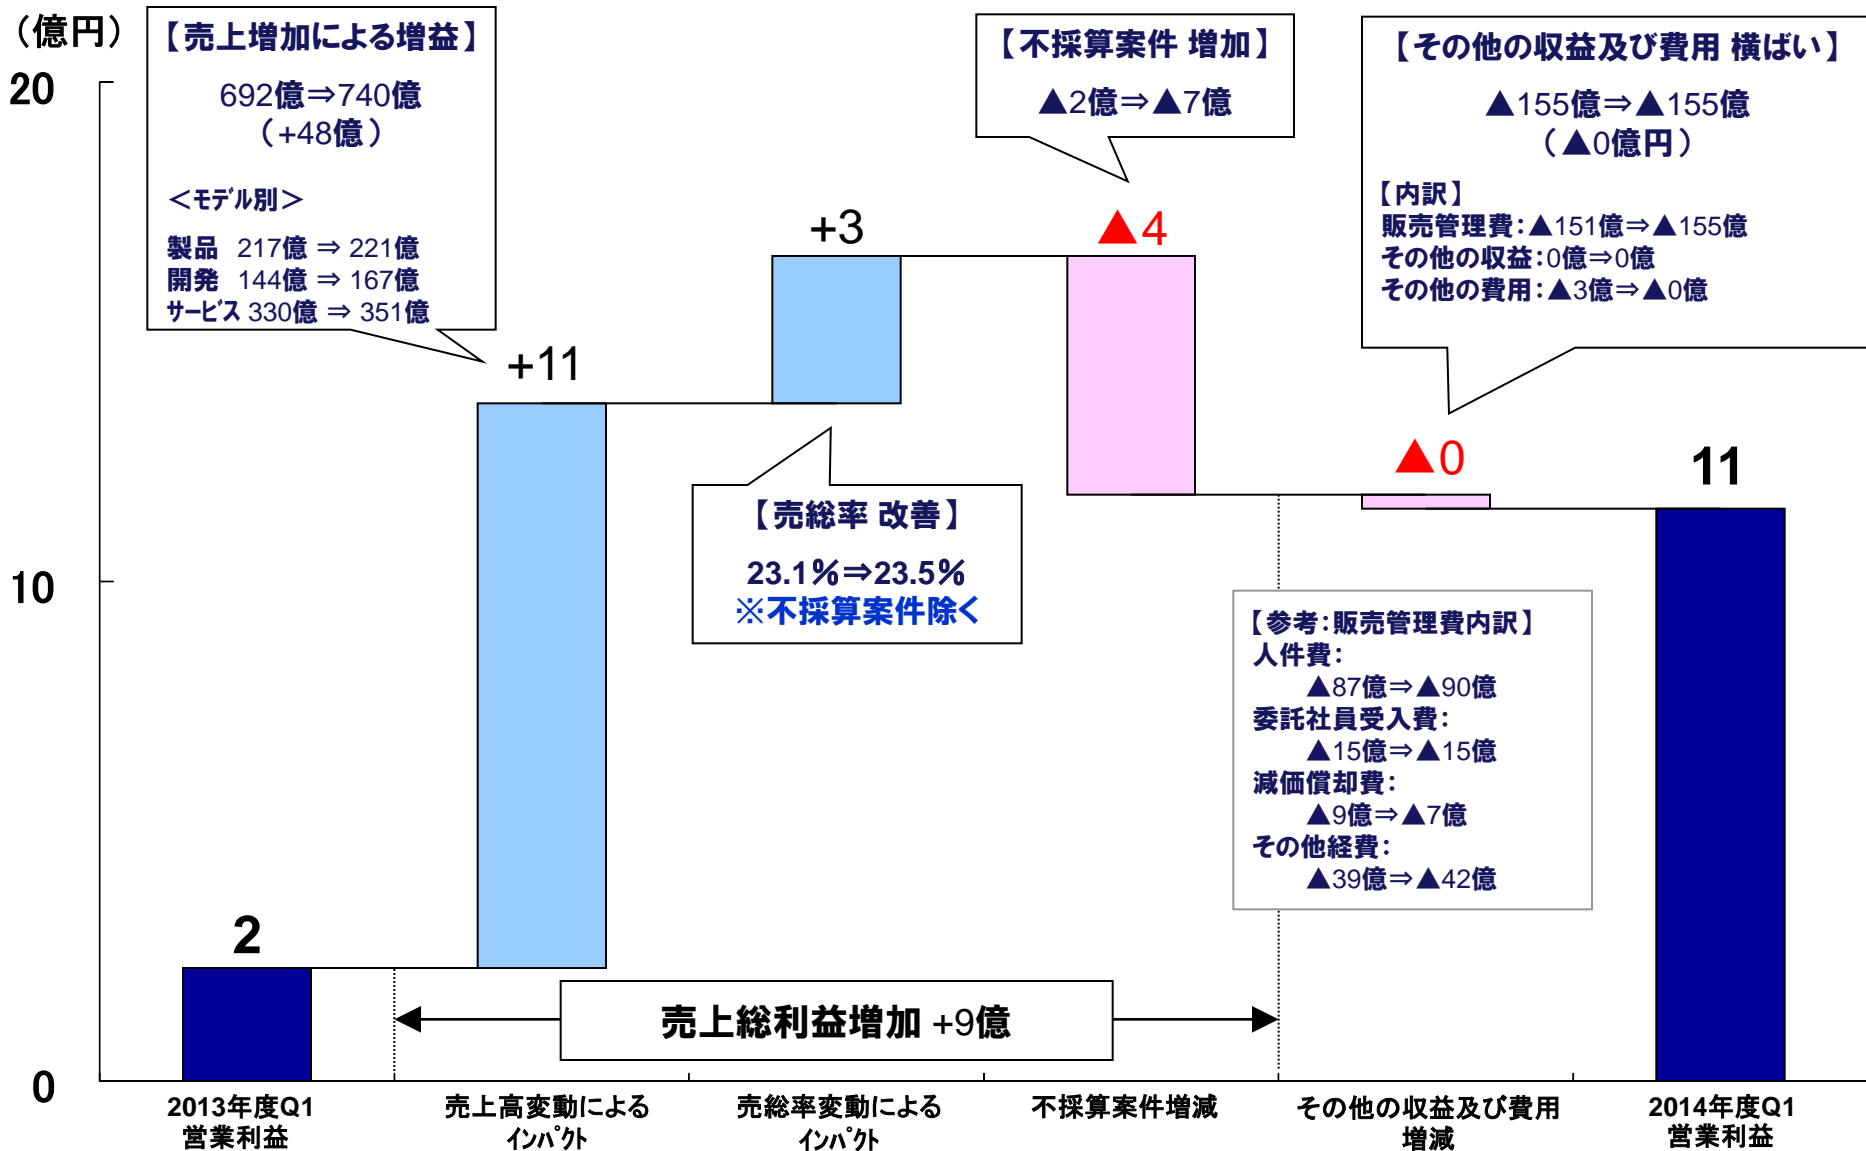 （億円）
20
10
0
【売上増加による増益】
692億⇒740億
（+48億）
＜ﾓﾃﾞﾙ別＞
製品 217億 ⇒ 221億
開発 144億 ⇒ 167億
ｻｰﾋﾞｽ 330億 ⇒ 351億
+11
+3
【売総率 改善】
23.1％⇒23.5％
※不採算案件除く
【不採算案件 増加】
▲2億⇒▲7億
▲4
【その他の収益及び費用 横ばい】
▲155億⇒▲155億
（▲0億円）
【内訳】
販売管理費：▲151億⇒▲155億
その他の収益：0億⇒0億
その他の費用：▲3億⇒▲0億
▲0
11
【参考：販売管理費内訳】
人件費：
▲87億⇒▲90億
委託社員受入費：
▲15億⇒▲15億
減価償却費：
▲9億⇒▲7億
その他経費：
▲39億⇒▲42億
2
売上総利益増加 +9億
2013年度Q1
営業利益
売上高変動による
ｲﾝﾊﾟｸﾄ
売総率変動による
ｲﾝﾊﾟｸﾄ
不採算案件増減
その他の収益及び費用
増減
2014年度Q1
営業利益